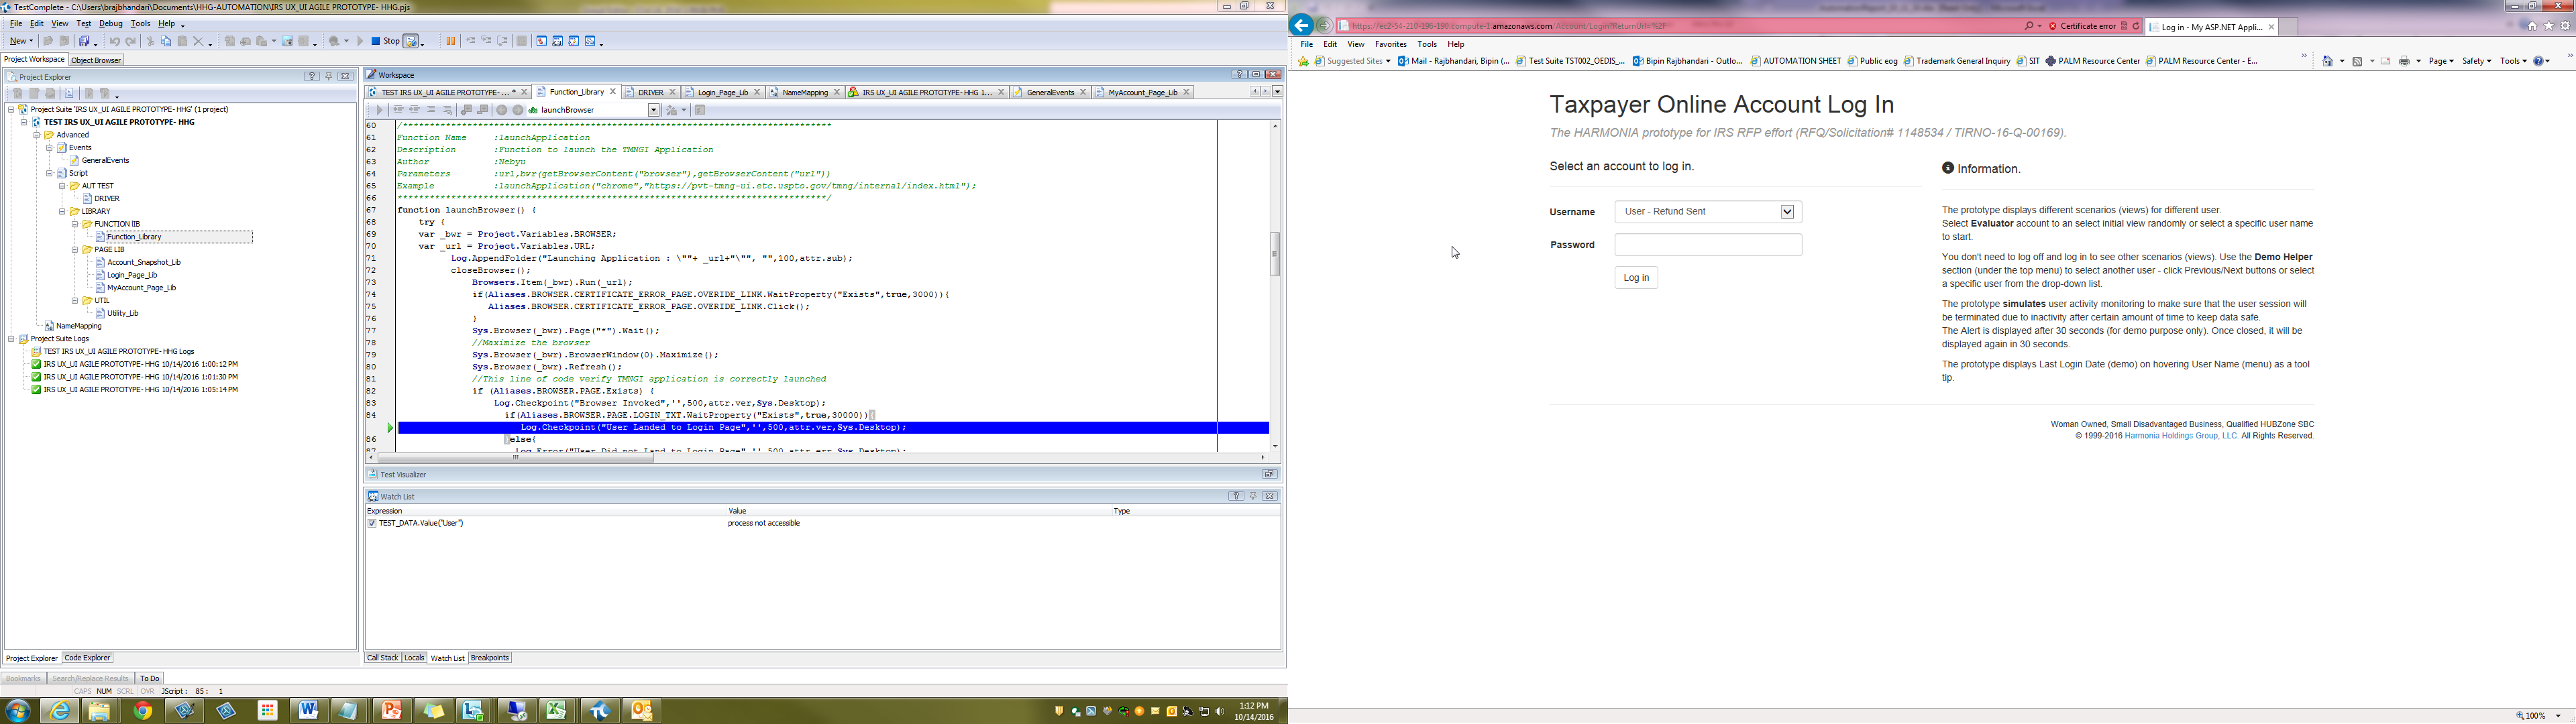 TestComplete - C:\Users\brajbhandari\Documents\HHG-AUTOMATION\IRS UX_UI AGILE PROTOTYPE- HHG.pjs
File Edit View Test Debug Tools Help
New Stop
Project Workspace Object Browser
Project Explorer
Project Suite 'IRS UX_UI AGILE PROTOTYPE-HHG' (1 project)
TEST IRS UX_UI AGILE PROTOTYPE- HHG
Advanced
Events
GeneralEvents
Script
AUT TEST
DRIVER
LIBRARY
FUNCTION lIB
Function_Library
PAGE LIB
Account_Snapshot_Lib
Login_Page_Lib
MyAccount_Page_Lib
UTIL
Utility_Lib
NameMapping
Project Suite Logs
TEST IRS UX_UI AGILE PROTOTYPE- HHG Logs
IRS UX_UI AGILE PROTOTYPE- HHG 10/14/2016 1:00:12 PM
IRS UX_UI AGILE PROTOTYPE- HHG 10/14/2016 1:01:30 PM
IRS UX_UI AGILE PROTOTYPE- HHG 10/14/2016 1:05:14 PM
Project Explorer Code Explorer
Bookmarks Search/Replace Results To Do
CAPS NUM SCRL OVR JScript : 85 : 1
Workspace
TEST IRS UX_UI AGILE PROTOTYPE- ... * Function_Library DRIVER Login_Page_Lib NameMapping IRS UX_UI AGILE PROTOTYPE-HHG 1... GeneralEvents MyAccount_Page_Lib
launchBrowser
60 /*********************************************************************************
61 Function Name :launchApplication
62 Description :Function to launch the TMNGI Application
63 Author :Nebyu
64 Parameters :url,bwr(getBrowserContent("browser"),getBrowserContent("url"))
65 Example :launchApplication("chrome","https://pvt-tmng-ui.etc.uspto.gov/tmng/internal/index.html");
66 *********************************************************************************/
67 function launchBrowser() {
68 try {
69 var _bwr = Project.Variables.BROWSER;
70 var _url = Project.Variables.URL;
71 Log.AppendFolder("Launching Application : \""+ _url+"\"", "",100,attr.sub);
72 closeBrowser();
73 Browsers.Item(_bwr).Run(_url);
74 if(Aliases.BROWSER.CERTIFICATE_ERROR_PAGE.OVERIDE_LINK.WaitProperty("Exists",true,3000)){
75 Aliases.BROWSER.CERTIFICATE_ERROR_PAGE.OVERIDE_LINK.Click();
76 }
77 Sys.Browser(_bwr).Page("*").Wait();
78 //Maximize the browser
79 Sys.Browser(_bwr).BrowserWindow(0).Maximize();
80 Sys.Browser(_bwr).Refresh();
81 //This line of code verify TMNGI application is correctly launched
82 if (Aliases.BROWSER.PAGE.Exists) {
83 Log.Checkpoint("Browser Invoked",'',500,attr.ver,Sys.Desktop);
84 if(Aliases.BROWSER.PAGE.LOGIN_TXT.WaitProperty("Exists",true,30000)){
Log.Checkpoint("User Landed to Login Page",'',500,attr.ver,Sys.Desktop);
86 }else{
87 Log.Error("User Did not Land to Login Page",'',500,attr.err,Sys.Desktop);
Test Visualizer
Watch List
Expression Value Type
TEST_DATA.Value("User") process not accessible
Call Stack Locals Watch List Breakpoints
1:12 PM
10/14/2016
https://ec2-54-210-196-190.compute-1.amazonaws.com/Account/Login?ReturnUrl=%2F Certificate error Log in - My ASP.NET Appli...
File Edit View Favorites Tools Help
Suggested Sites Mail - Rajbhandari, Bipin (... Test Suite TST002_OEDIS_... Bipin Rajbhandari - Outlo... AUTOMATION SHEET Public eog Trademark General Inquiry SIT PALM Resource Center PALM Resource Center - E... Page Safety Tools
Taxpayer Online Account Log In
The HARMONIA prototype for IRS RFP effort (RFQ/Solicitation# 1148534 / TIRNO-16-Q-00169).
Select an account to log in.
Username User - Refund Sent
Password
Log in
Information.
The prototype displays different scenarios (views) for different user.
Select Evaluator account to an select initial view randomly or select a specific user name
to start.
You don't need to log off and log in to see other scenarios (views). Use the Demo Helper
section (under the top menu) to select another user - click Previous/Next buttons or select
a specific user from the drop-down list.
The prototype simulates user activity monitoring to make sure that the user session will
be terminated due to inactivity after certain amount of time to keep data safe.
The Alert is displayed after 30 seconds (for demo purpose only). Once closed, it will be
displayed again in 30 seconds.
The prototype displays Last Login Date (demo) on hovering User Name (menu) as a tool
tip.
Woman Owned, Small Disadvantaged Business, Qualified HUBZone SBC
© 1999-2016 Harmonia Holdings Group, LLC. All Rights Reserved.
100%